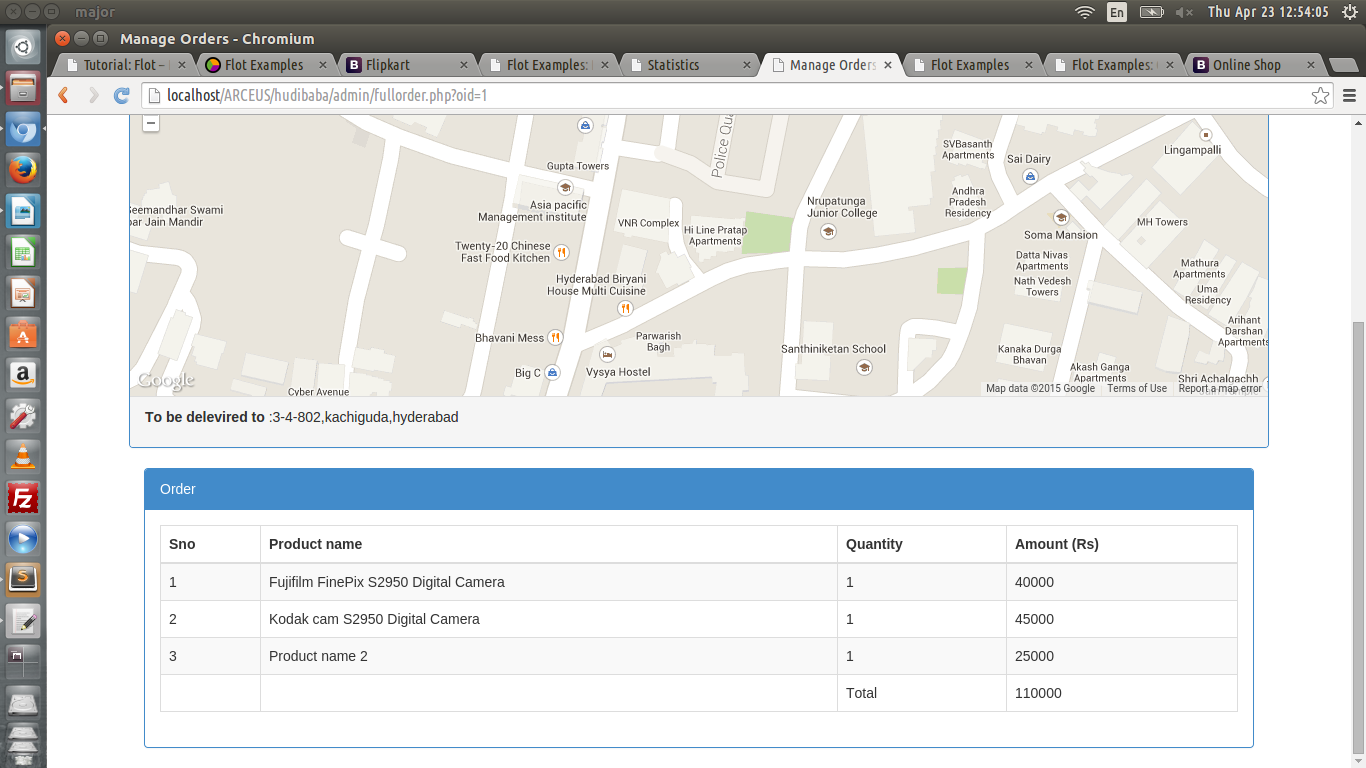 major
En
Thu Apr 23 12:54:05
Manage Orders - Chromium
Tutorial: Flot –
Flot Examples
Flipkart
Flot Examples:
Statistics
Manage Orders
Flot Examples
Flot Examples:
Online Shop
localhost/ARCEUS/hudibaba/admin/fullorder.php?oid=1
Police Qua
Gupta Towers
SVBasanth
Apartments
Sai Dairy
Lingampalli
Asia pacific
Management institute
Andhra
Pradesh
Residency
Seemandhar Swami
bar Jain Mandir
VNR Complex
Hi Line Pratap
Apartments
Nrupatunga
Junior College
Soma Mansion
MH Towers
Twenty-20 Chinese
Fast Food Kitchen
Datta Nivas
Apartments
Nath Vedesh
Towers
Mathura
Apartments
Uma
Residency
Hyderabad Biryani
House Multi Cuisine
Bhavani Mess
Parwarish
Bagh
Arihant
Darshan
Apartments
Big C
Vysya Hostel
Santhiniketan School
Kanaka Durga
Bhavan
Akash Ganga
Apartments
Shri Achalgachh
Jain Temple
Google
Cyber Avenue
Map data ©2015 Google
Terms of Use
Report a map error
To be delevired to :3-4-802,kachiguda,hyderabad
Order
Sno Product name Quantity Amount (Rs)
1 Fujifilm FinePix S2950 Digital Camera 1 40000
2 Kodak cam S2950 Digital Camera 1 45000
3 Product name 2 1 25000
Total 110000